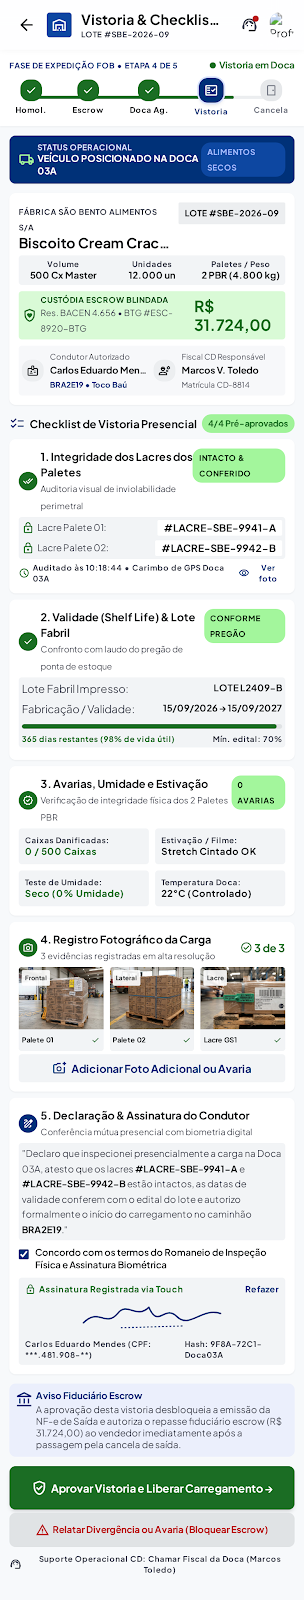 Vistoria & Checklis...
LOTE #SBE-2026-09
FASE DE EXPEDIÇÃO FOB • ETAPA 4 DE 5
Vistoria em Doca
Homol.
Escrow
Doca Ag.
Vistoria
Cancela
STATUS OPERACIONAL
VEÍCULO POSICIONADO NA DOCA
03A
ALIMENTOS
SECOS
FÁBRICA SÃO BENTO ALIMENTOS
S/A
LOTE #SBE-2026-09
Biscoito Cream Crac...
Volume
500 Cx Master
Unidades
12.000 un
Paletes / Peso
2 PBR (4.800 kg)
CUSTÓDIA ESCROW BLINDADA
Res. BACEN 4.656 • BTG #ESC-
8920-BTG
R$
31.724,00
Condutor Autorizado
Carlos Eduardo Men...
BRA2E19 • Toco Baú
Fiscal CD Responsável
Marcos V. Toledo
Matrícula CD-8814
Checklist de Vistoria Presencial
4/4 Pré-aprovados
1. Integridade dos Lacres dos
Paletes
INTACTO &
CONFERIDO
Auditoria visual de inviolabilidade
perimetral
Lacre Palete 01:
#LACRE-SBE-9941-A
Lacre Palete 02:
#LACRE-SBE-9942-B
Auditado às 10:18:44 • Carimbo de GPS Doca
03A
Ver
foto
2. Validade (Shelf Life) & Lote
Fabril
CONFORME
PREGÃO
Confronto com laudo do pregão de
ponta de estoque
Lote Fabril Impresso:
LOTE L2409-B
Fabricação / Validade:
15/09/2026 → 15/09/2027
365 dias restantes (98% de vida útil)
Mín. edital: 70%
3. Avarias, Umidade e Estivação
0
AVARIAS
Verificação de integridade física dos 2 Paletes
PBR
Caixas Danificadas:
0 / 500 Caixas
Estivação / Filme:
Stretch Cintado OK
Teste de Umidade:
Seco (0% Umidade)
Temperatura Doca:
22°C (Controlado)
4. Registro Fotográfico da Carga
3 evidências registradas em alta resolução
3 de 3
Frontal
Lateral
Lacre
Palete 01
Palete 02
Lacre GS1
Adicionar Foto Adicional ou Avaria
5. Declaração & Assinatura do Condutor
Conferência mútua presencial com biometria digital
"Declaro que inspecionei presencialmente a carga na Doca
03A, atesto que os lacres #LACRE-SBE-9941-A e
#LACRE-SBE-9942-B estão intactos, as datas de
validade conferem com o edital do lote e autorizo
formalmente o início do carregamento no caminhão
BRA2E19."
Concordo com os termos do Romaneio de Inspeção
Física e Assinatura Biométrica
Assinatura Registrada via Touch
Refazer
Carlos Eduardo Mendes (CPF:
***.481.908-**)
Hash: 9F8A-72C1-
Doca03A
Aviso Fiduciário Escrow
A aprovação desta vistoria desbloqueia a emissão da
NF-e de Saída e autoriza o repasse fiduciário escrow (R$
31.724,00) ao vendedor imediatamente após a
passagem pela cancela de saída.
Aprovar Vistoria e Liberar Carregamento →
Relatar Divergência ou Avaria (Bloquear Escrow)
Suporte Operacional CD: Chamar Fiscal da Doca (Marcos
Toledo)